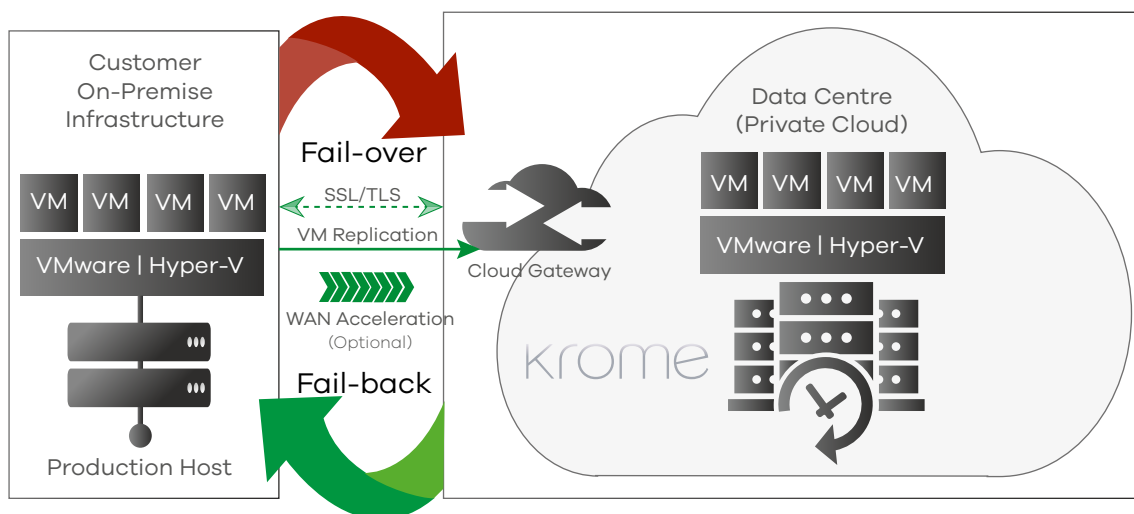 Customer
On-Premise
Infrastructure
VM VM VM VM
VMware | Hyper-V
Production Host
Fail-over
SSL/TLS
VM Replication
WAN Acceleration
(Optional)
Fail-back
Cloud Gateway
krome
Data Centre
(Private Cloud)
VM VM VM VM
VMware | Hyper-V